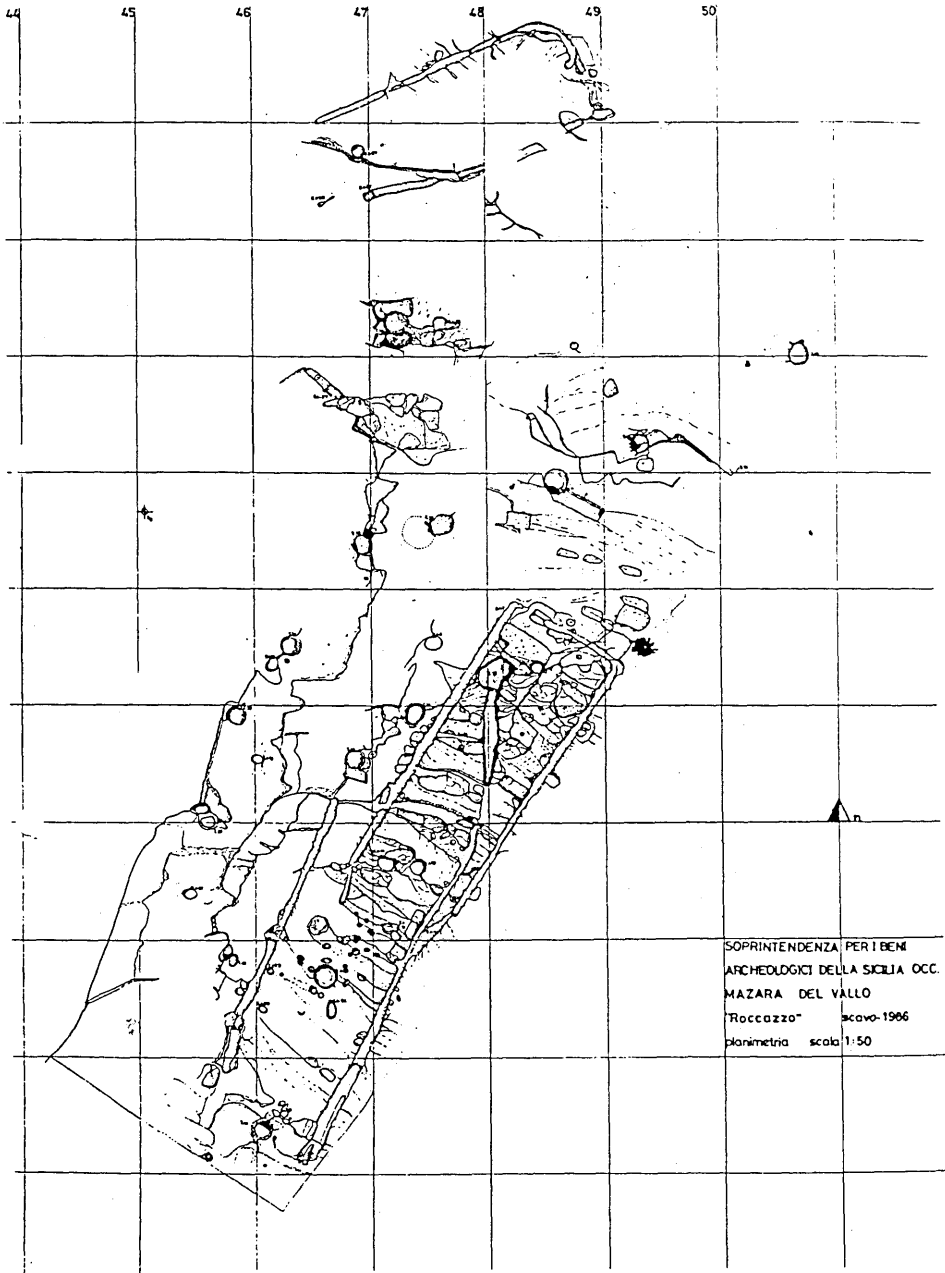 44 45 46 47 48 49 50
n
SOPRINTENDENZA PER I BENI
ARCHEOLOGICI DELLA SICILIA OCC.
MAZARA DEL VALLO
"Roccazzo" scavo-1986
planimetria scala 1:50